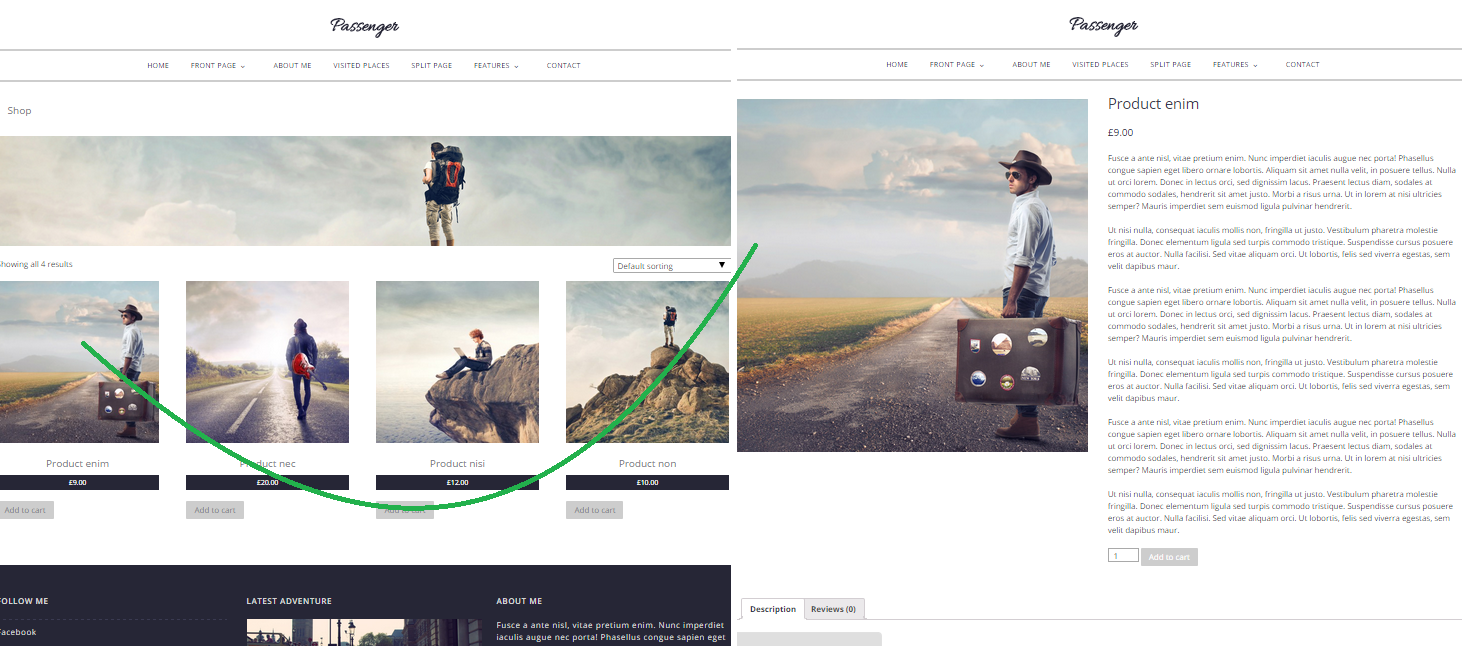 Passenger
HOME FRONT PAGE ABOUT ME VISITED PLACES SPLIT PAGE FEATURES CONTACT
Shop
howing all 4 results
Default sorting
Product enim
£9.00
Add to cart
Product nec
£20.00
Add to cart
Product nisi
£12.00
Add to cart
Product non
£10.00
Add to cart
OLLOW ME
Facebook
LATEST ADVENTURE
ABOUT ME
Fusce a ante nisl, vitae pretium enim. Nunc imperdiet
iaculis augue nec porta! Phasellus congue sapien eget
Passenger
HOME FRONT PAGE ABOUT ME VISITED PLACES SPLIT PAGE FEATURES CONTACT
Product enim
£9.00
Fusce a ante nisl, vitae pretium enim. Nunc imperdiet iaculis augue nec porta! Phasellus
congue sapien eget libero ornare lobortis. Aliquam sit amet nulla velit, in posuere tellus. Nulla
ut orci lorem. Donec in lectus orci, sed dignissim lacus. Praesent lectus diam, sodales at
commodo sodales, hendrerit sit amet justo. Morbi a risus urna. Ut in lorem at nisi ultricies
semper? Mauris imperdiet sem euismod ligula pulvinar hendrerit.
Ut nisi nulla, consequat iaculis mollis non, fringilla ut justo. Vestibulum pharetra molestie
fringilla. Donec elementum ligula sed turpis commodo tristique. Suspendisse cursus posuere
eros at auctor. Nulla facilisi. Sed vitae aliquam orci. Ut lobortis, felis sed viverra egestas, sem
velit dapibus maur.
Fusce a ante nisl, vitae pretium enim. Nunc imperdiet iaculis augue nec porta! Phasellus
congue sapien eget libero ornare lobortis. Aliquam sit amet nulla velit, in posuere tellus. Nulla
ut orci lorem. Donec in lectus orci, sed dignissim lacus. Praesent lectus diam, sodales at
commodo sodales, hendrerit sit amet justo. Morbi a risus urna. Ut in lorem at nisi ultricies
semper? Mauris imperdiet sem euismod ligula pulvinar hendrerit.
Ut nisi nulla, consequat iaculis mollis non, fringilla ut justo. Vestibulum pharetra molestie
fringilla. Donec elementum ligula sed turpis commodo tristique. Suspendisse cursus posuere
eros at auctor. Nulla facilisi. Sed vitae aliquam orci. Ut lobortis, felis sed viverra egestas, sem
velit dapibus maur.
Fusce a ante nisl, vitae pretium enim. Nunc imperdiet iaculis augue nec porta! Phasellus
congue sapien eget libero ornare lobortis. Aliquam sit amet nulla velit, in posuere tellus. Nulla
ut orci lorem. Donec in lectus orci, sed dignissim lacus. Praesent lectus diam, sodales at
commodo sodales, hendrerit sit amet justo. Morbi a risus urna. Ut in lorem at nisi ultricies
semper? Mauris imperdiet sem euismod ligula pulvinar hendrerit.
Ut nisi nulla, consequat iaculis mollis non, fringilla ut justo. Vestibulum pharetra molestie
fringilla. Donec elementum ligula sed turpis commodo tristique. Suspendisse cursus posuere
eros at auctor. Nulla facilisi. Sed vitae aliquam orci. Ut lobortis, felis sed viverra egestas, sem
velit dapibus maur.
1 Add to cart
Description Reviews (0)